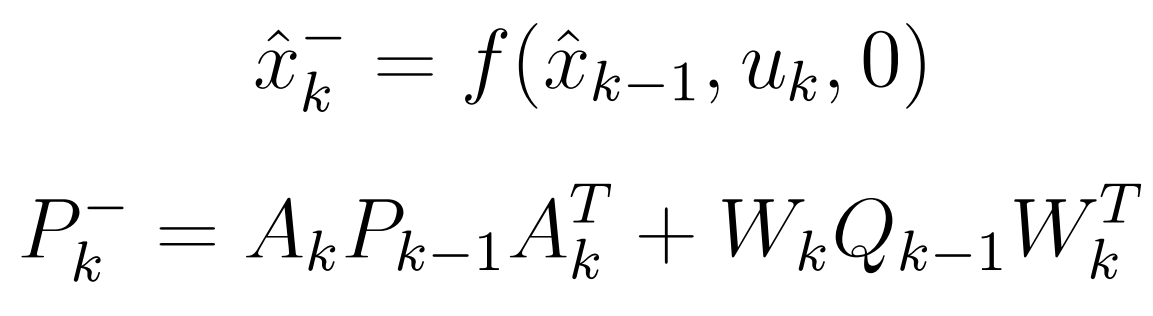 x̂ₖ⁻ = f(x̂ₖ₋₁, uₖ, 0)
Pₖ⁻ = AₖPₖ₋₁Aₖᵀ + WₖQₖ₋₁Wₖᵀ